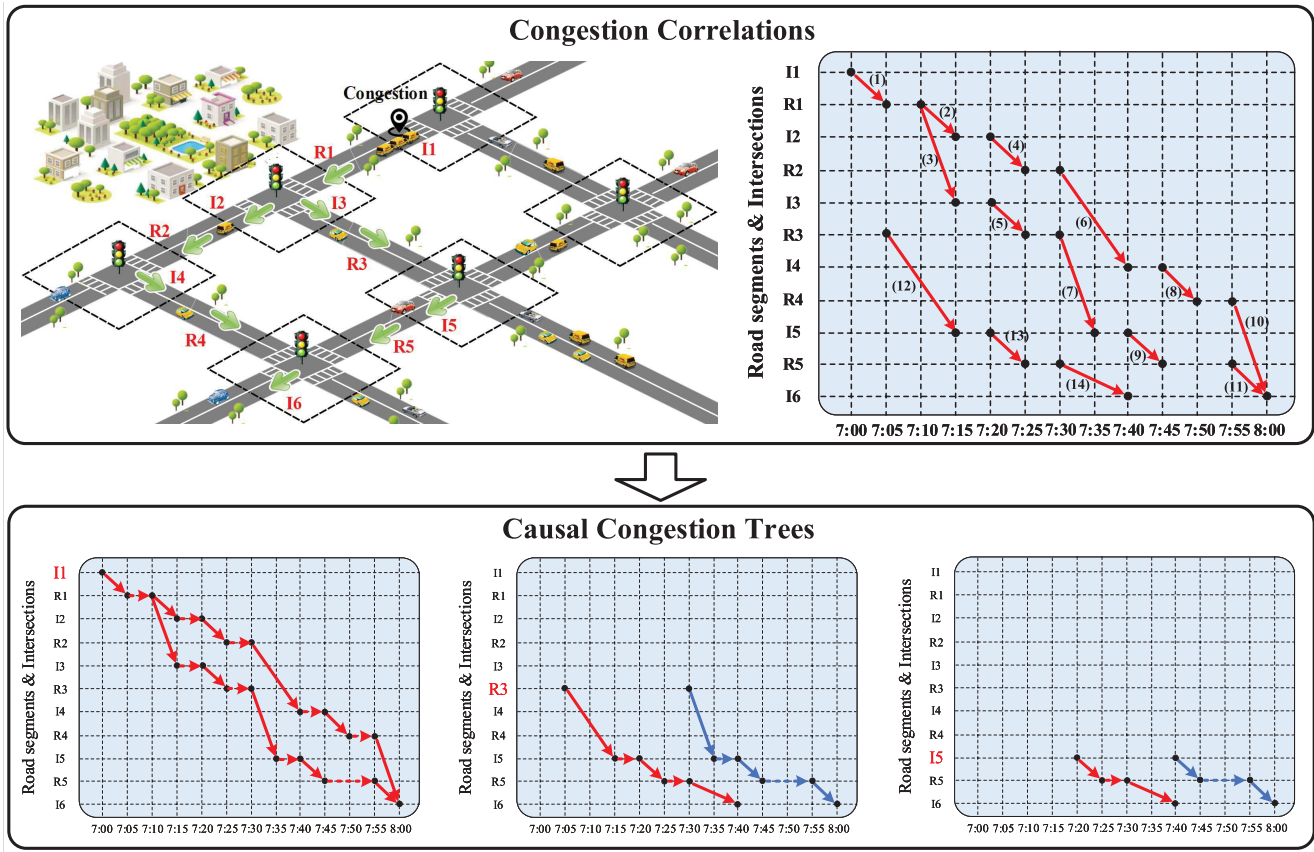 Congestion Correlations
Congestion
I1
R1
I2
I3
R2
R3
I4
I5
R4
R5
I6
Road segments & Intersections
I1
R1
I2
R2
I3
R3
I4
R4
I5
R5
I6
(1)
(2)
(3)
(4)
(5)
(6)
(7)
(8)
(9)
(10)
(11)
(12)
(13)
(14)
7:00 7:05 7:10 7:15 7:20 7:25 7:30 7:35 7:40 7:45 7:50 7:55 8:00
Causal Congestion Trees
Road segments & Intersections
I1
R1
I2
R2
I3
R3
I4
R4
I5
R5
I6
7:00 7:05 7:10 7:15 7:20 7:25 7:30 7:35 7:40 7:45 7:50 7:55 8:00
Road segments & Intersections
I1
R1
I2
R2
I3
R3
I4
R4
I5
R5
I6
7:00 7:05 7:10 7:15 7:20 7:25 7:30 7:35 7:40 7:45 7:50 7:55 8:00
Road segments & Intersections
I1
R1
I2
R2
I3
R3
I4
R4
I5
R5
I6
7:00 7:05 7:10 7:15 7:20 7:25 7:30 7:35 7:40 7:45 7:50 7:55 8:00